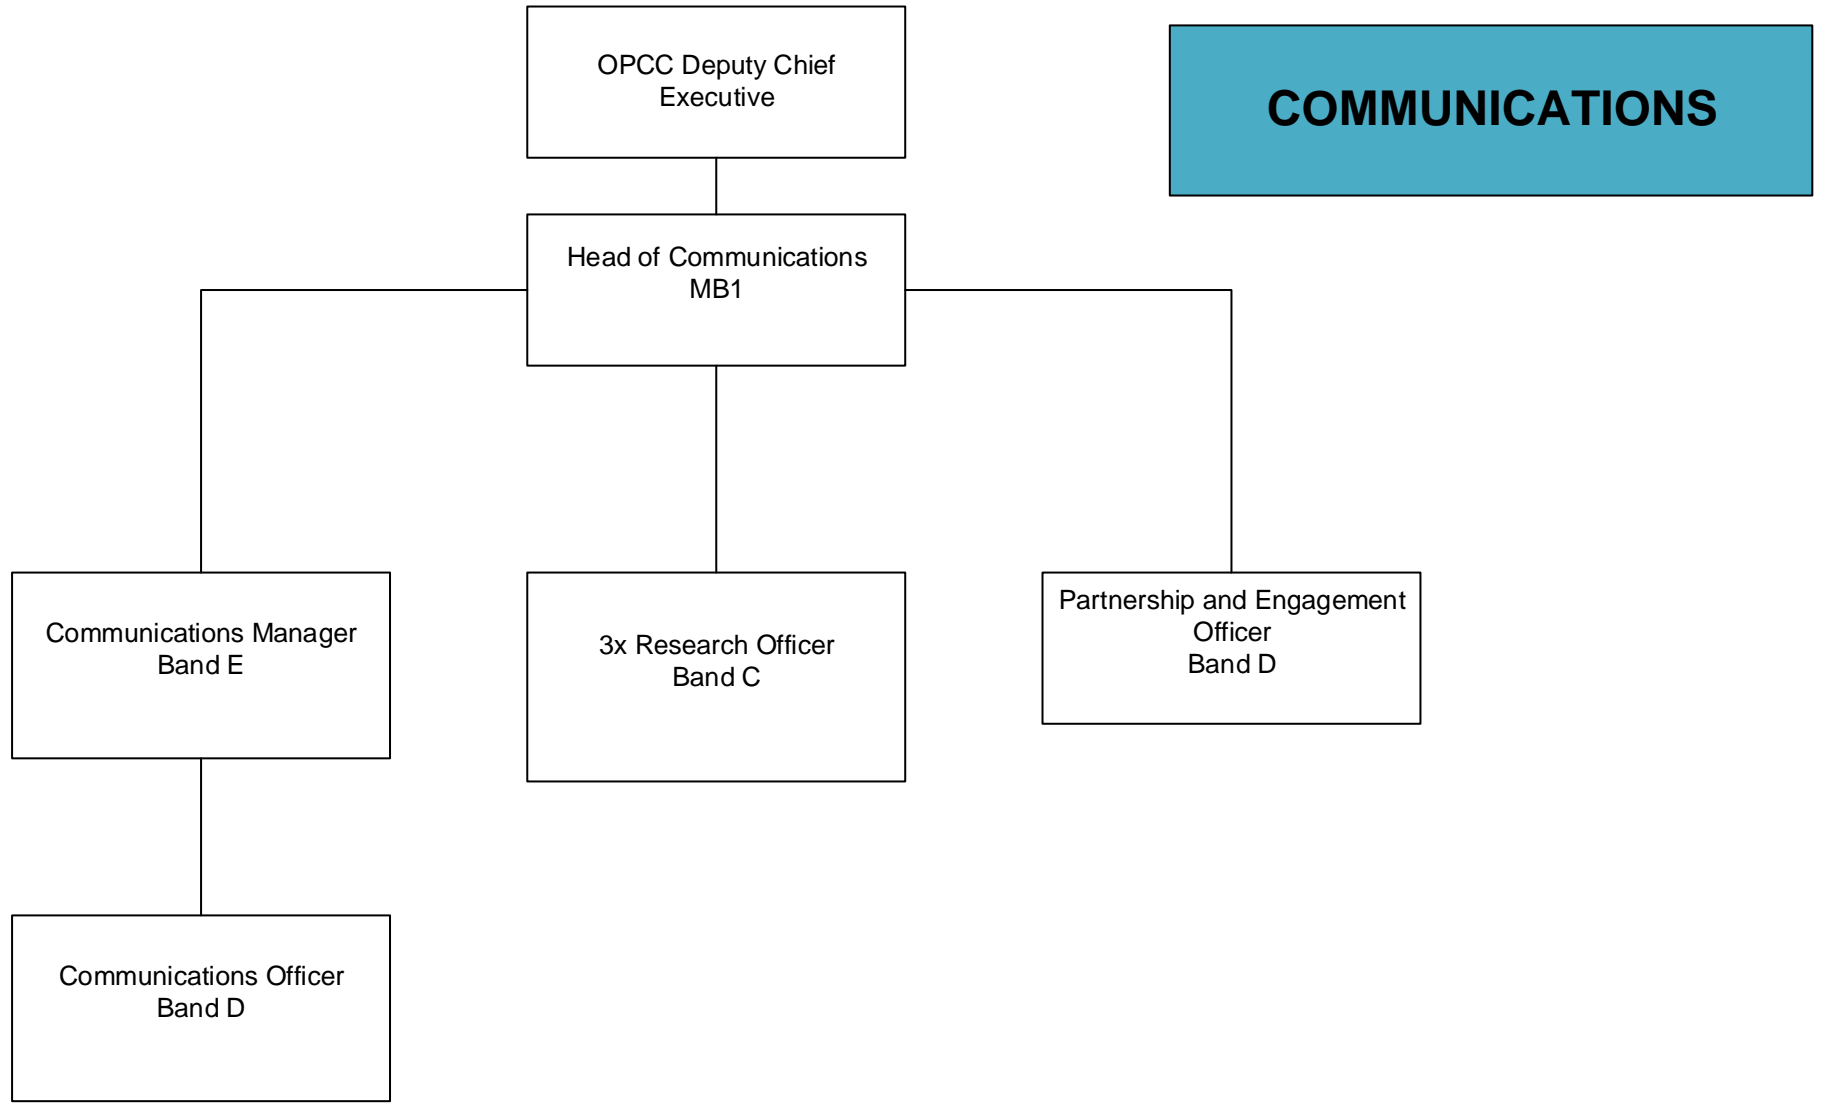 OPCC Deputy Chief
Executive
COMMUNICATIONS
Head of Communications
MB1
Communications Manager
Band E
3x Research Officer
Band C
Partnership and Engagement
Officer
Band D
Communications Officer
Band D